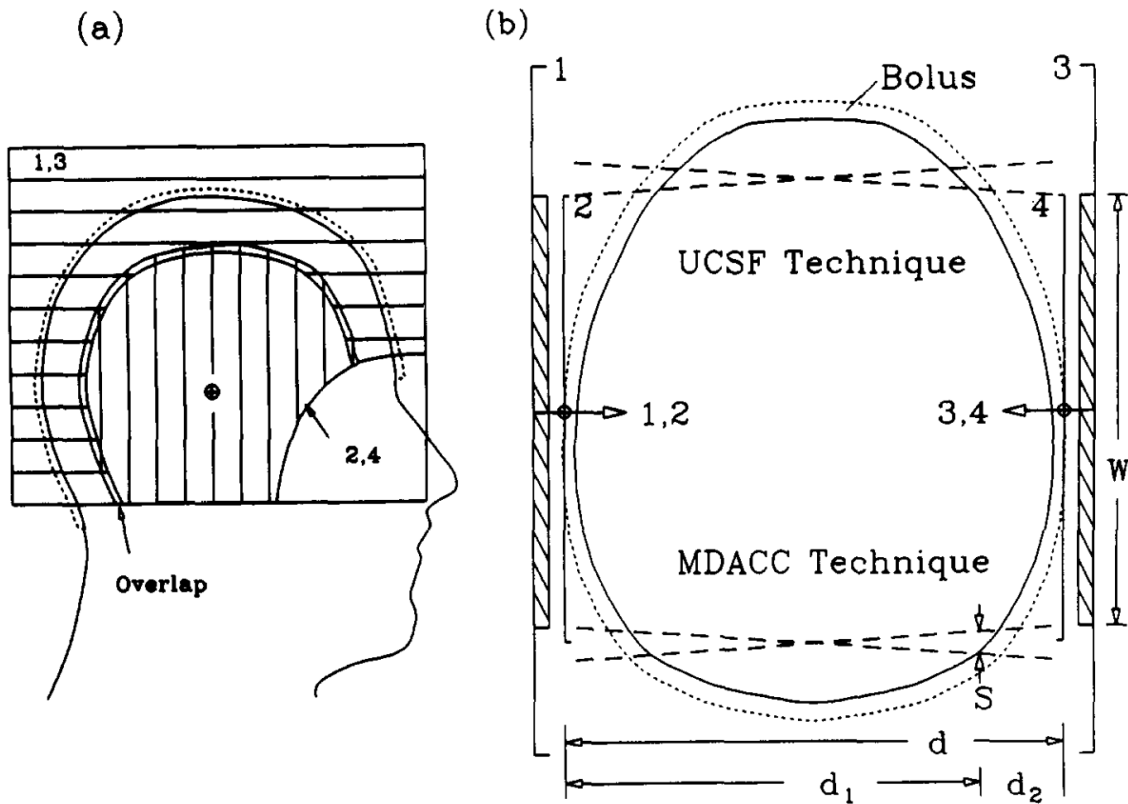 (a)
1,3
2,4
Overlap
(b)
1
3
Bolus
2
4
UCSF Technique
1,2
3,4
W
MDACC Technique
S
d
d₁
d₂